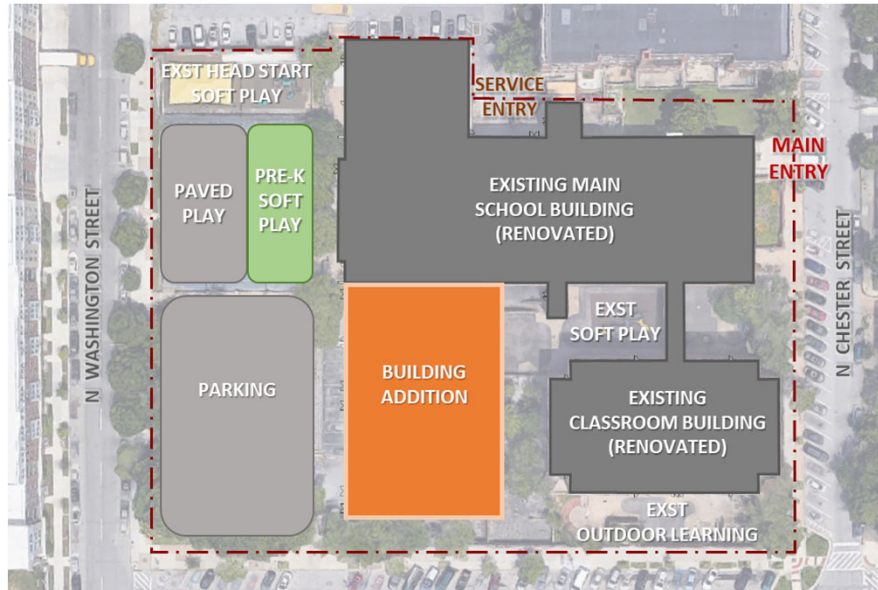 EXST HEAD START
SOFT PLAY
SERVICE
ENTRY
MAIN
ENTRY
PAVED
PLAY
PRE-K
SOFT
PLAY
EXISTING MAIN
SCHOOL BUILDING
(RENOVATED)
N WASHINGTON STREET
N CHESTER STREET
EXST
SOFT PLAY
PARKING
BUILDING
ADDITION
EXISTING
CLASSROOM BUILDING
(RENOVATED)
EXST
OUTDOOR LEARNING